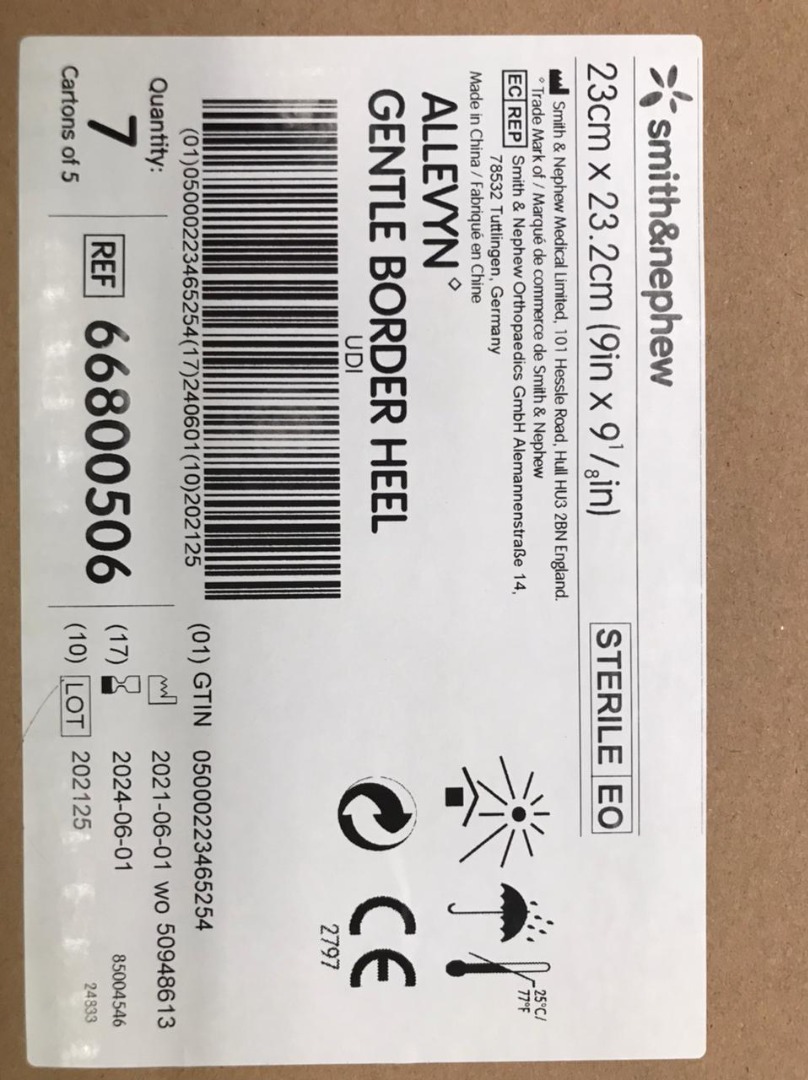 smith&nephew
23cm x 23.2cm (9in x 9 1/8in)
STERILE EO
Smith & Nephew Medical Limited, 101 Hessle Road, Hull HU3 2BN England.
◇Trade Mark of / Marqué de commerce de Smith & Nephew
EC REP Smith & Nephew Orthopaedics GmbH Alemannenstraße 14,
78532 Tuttlingen, Germany
Made in China / Fabriqué en Chine
25°C/
77°F
ALLEVYN◇
GENTLE BORDER HEEL
UDI
2797
(01)05000223465254(17)240601(10)202125
(01) GTIN 05000223465254
Quantity:
7
Cartons of 5
REF 66800506
2021-06-01 wo 50948613
(17) 2024-06-01 85004546
(10) LOT 202125 24833